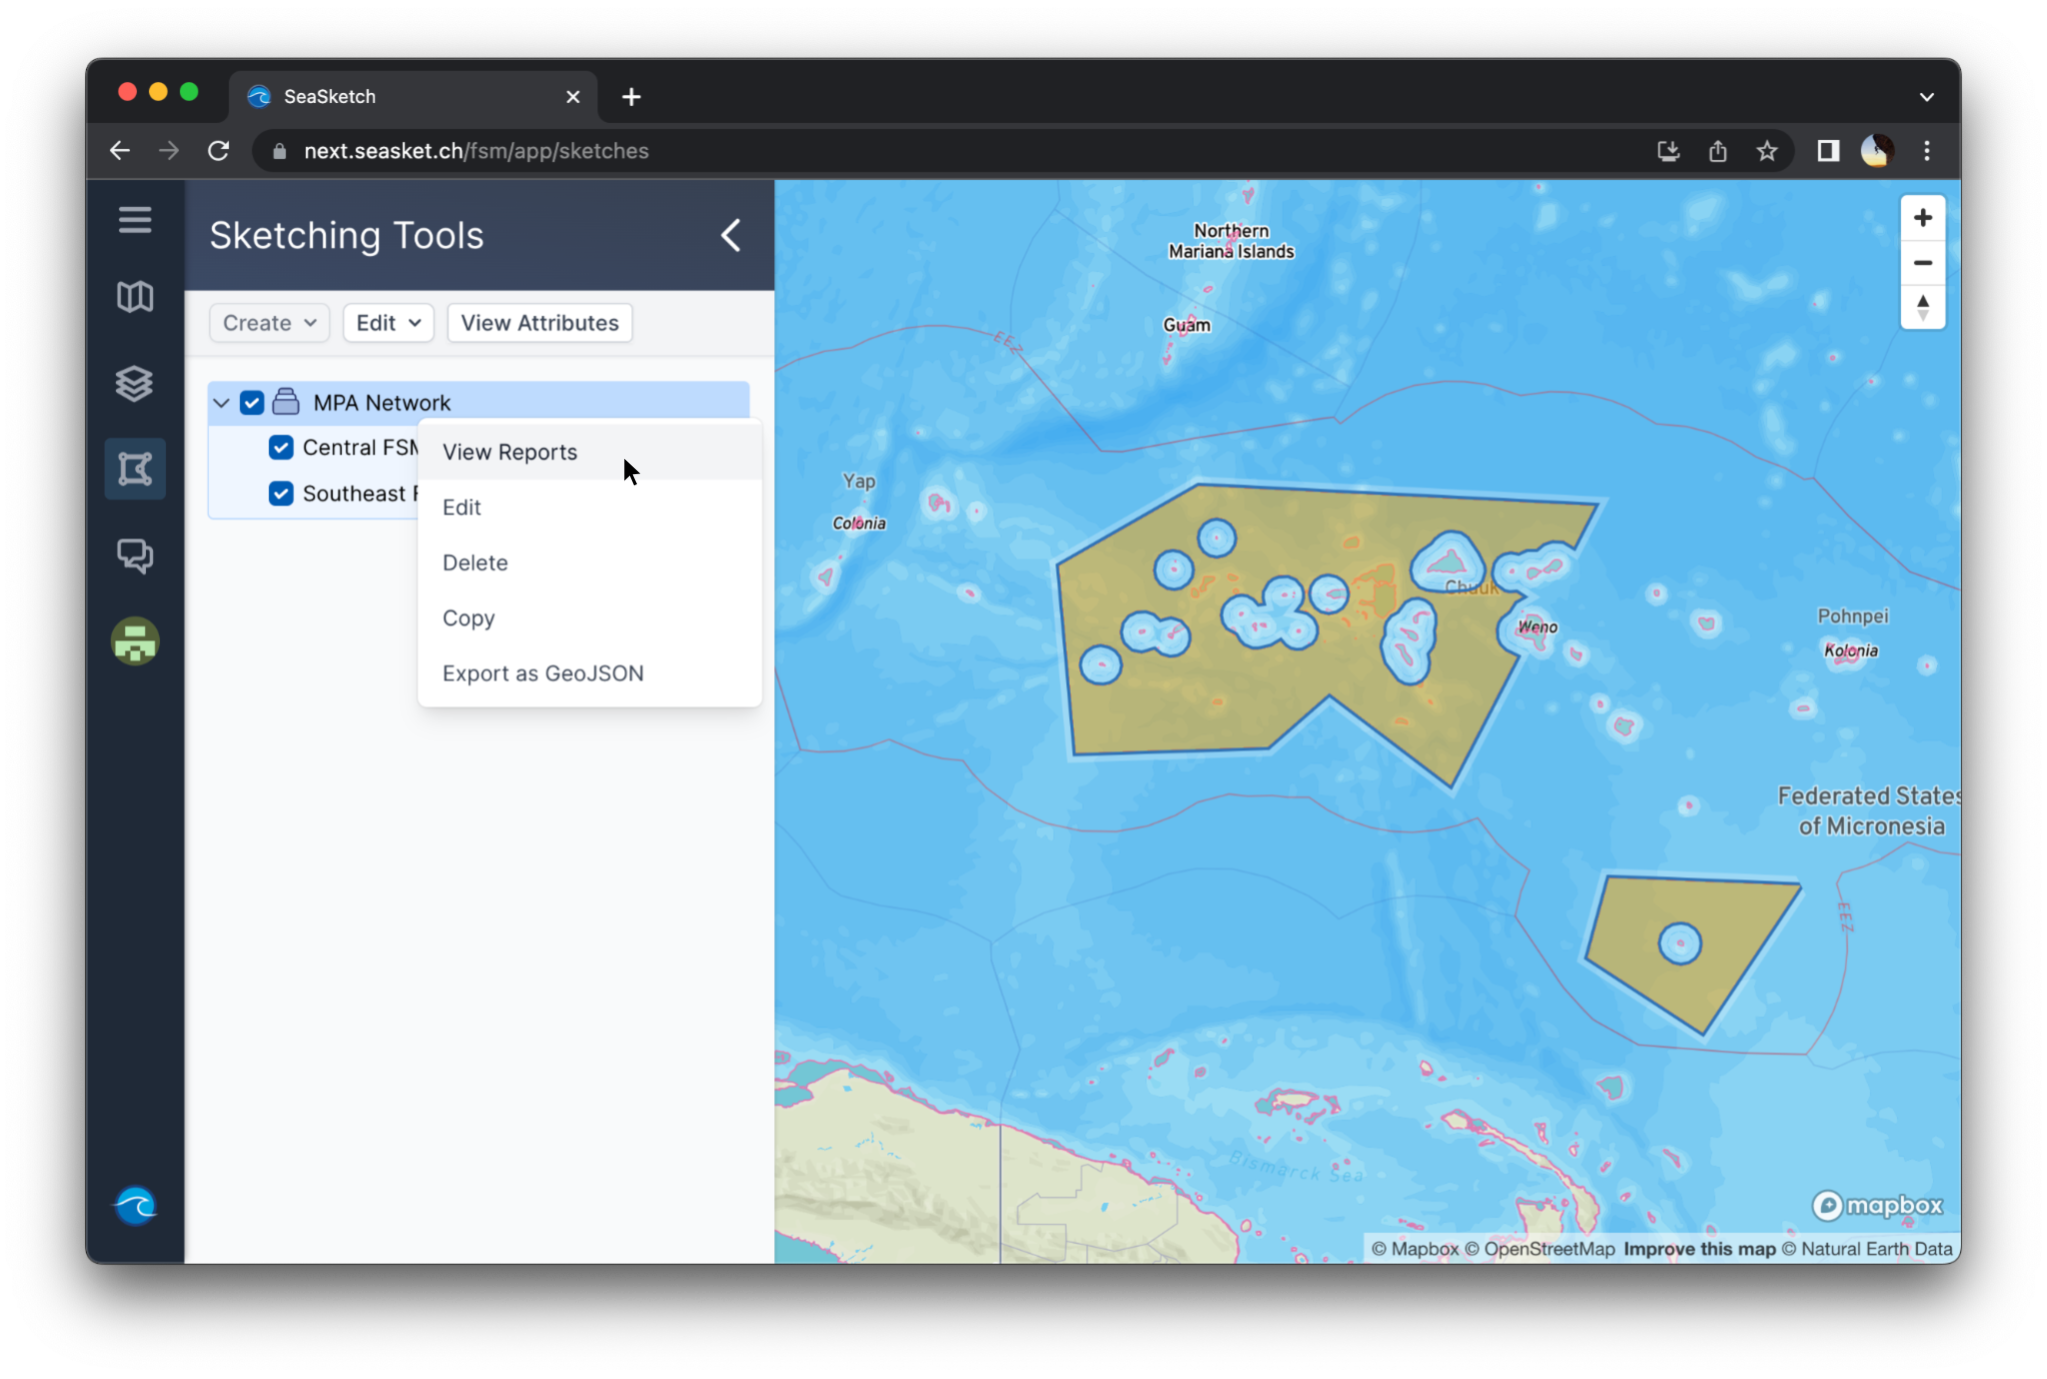 SeaSketch
next.seasket.ch/fsm/app/sketches
Sketching Tools
Create
Edit
View Attributes
MPA Network
Central FSM
Southeast
View Reports
Edit
Delete
Copy
Export as GeoJSON
Northern
Mariana Islands
Guam
EEZ
Yap
Colonia
Chuuk
Weno
Pohnpei
Kolonia
Federated States
of Micronesia
EEZ
Bismarck Sea
mapbox
© Mapbox © OpenStreetMap Improve this map © Natural Earth Data